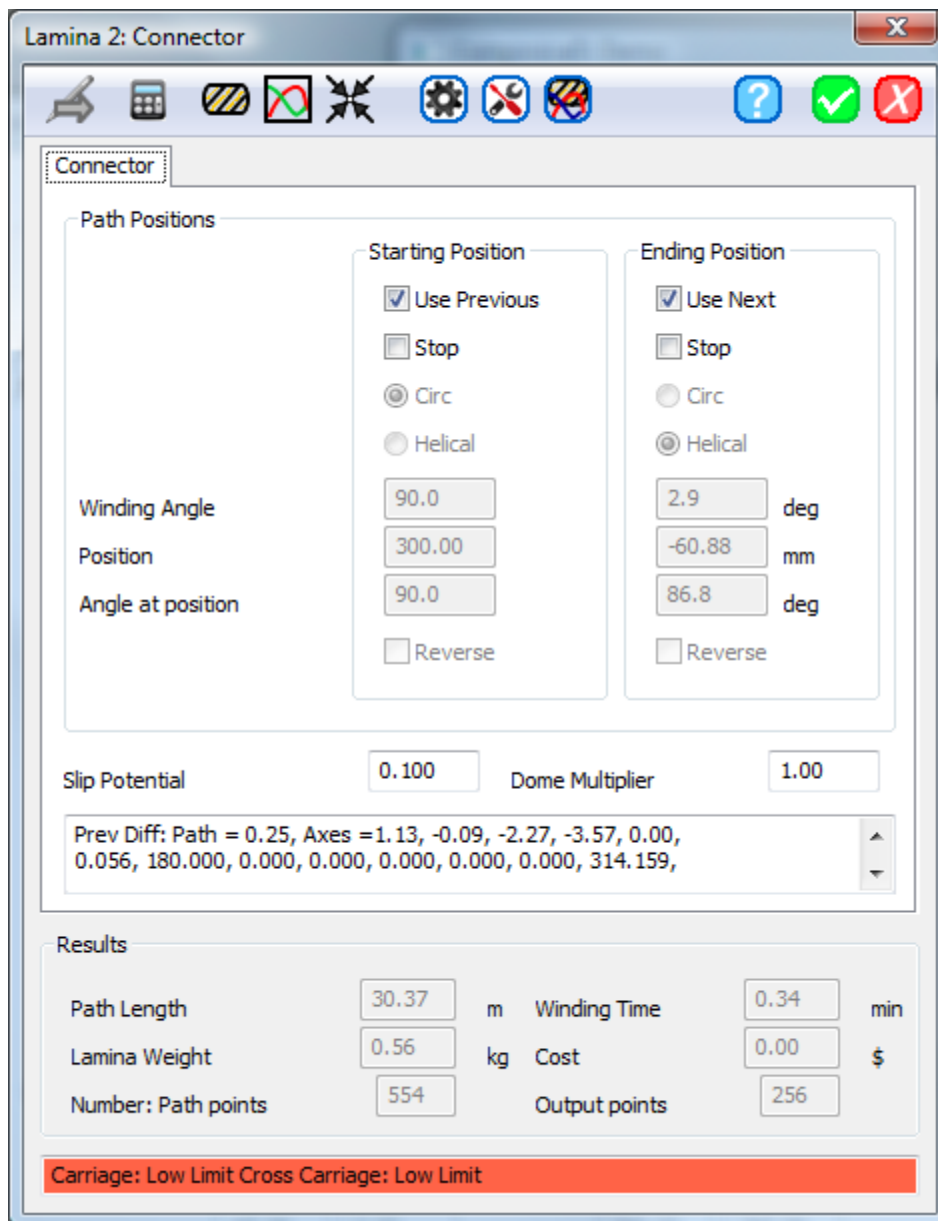 Lamina 2: Connector
Connector
Path Positions
Starting Position Ending Position
Use Previous Use Next
Stop Stop
Circ Circ
Helical Helical
Winding Angle 90.0 2.9 deg
Position 300.00 -60.88 mm
Angle at position 90.0 86.8 deg
Reverse Reverse
Slip Potential 0.100 Dome Multiplier 1.00
Prev Diff: Path = 0.25, Axes =1.13, -0.09, -2.27, -3.57, 0.00,
0.056, 180.000, 0.000, 0.000, 0.000, 0.000, 0.000, 314.159,
Results
Path Length 30.37 m Winding Time 0.34 min
Lamina Weight 0.56 kg Cost 0.00 $
Number: Path points 554 Output points 256
Carriage: Low Limit Cross Carriage: Low Limit